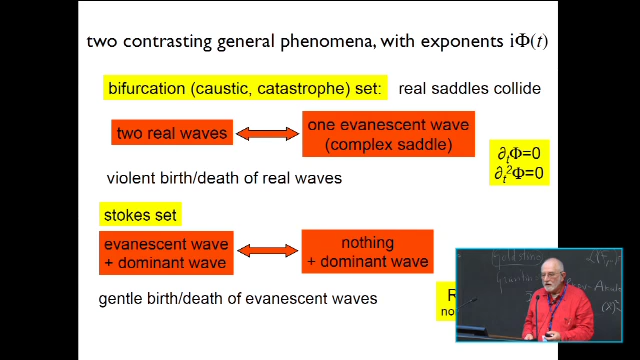 two contrasting general phenomena, with exponents iΦ(t)
bifurcation (caustic, catastrophe) set: real saddles collide
two real waves
one evanescent wave
(complex saddle)
∂ₜΦ=0
∂ₜ²Φ=0
violent birth/death of real waves
stokes set
evanescent wave
+ dominant wave
nothing
+ dominant wave
gentle birth/death of evanescent waves